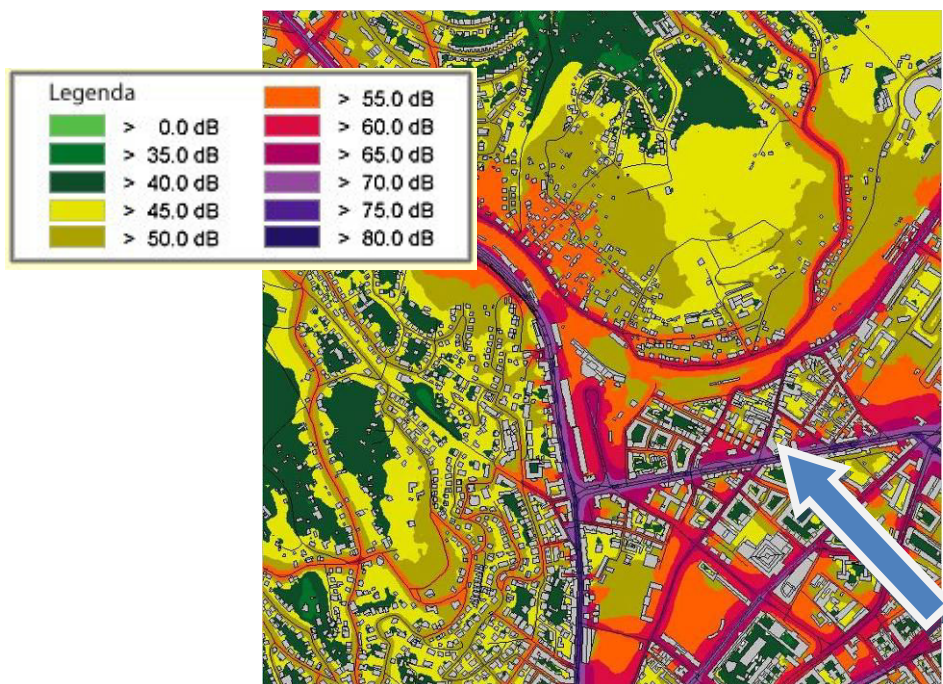 Legenda
> 0.0 dB
> 35.0 dB
> 40.0 dB
> 45.0 dB
> 50.0 dB
> 55.0 dB
> 60.0 dB
> 65.0 dB
> 70.0 dB
> 75.0 dB
> 80.0 dB